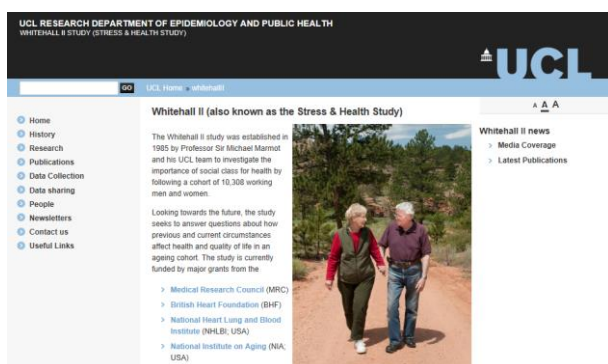 UCL RESEARCH DEPARTMENT OF EPIDEMIOLOGY AND PUBLIC HEALTH
WHITEHALL II STUDY (STRESS & HEALTH STUDY)
UCL
GO
UCL Home » whitehallII
Home
History
Research
Publications
Data Collection
Data sharing
People
Newsletters
Contact us
Useful Links
Whitehall II (also known as the Stress & Health Study)
The Whitehall II study was established in
1985 by Professor Sir Michael Marmot
and his UCL team to investigate the
importance of social class for health by
following a cohort of 10,308 working
men and women.
Looking towards the future, the study
seeks to answer questions about how
previous and current circumstances
affect health and quality of life in an
ageing cohort. The study is currently
funded by major grants from the
> Medical Research Council (MRC)
> British Heart Foundation (BHF)
> National Heart Lung and Blood
Institute (NHLBI; USA)
> National Institute on Aging (NIA;
USA)
A A A
Whitehall II news
> Media Coverage
> Latest Publications